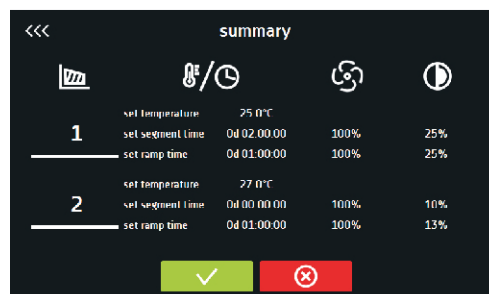 <<< summary
set temperature 25.0°C
1 set segment time 0d 02:00:00 100% 25%
set ramp time 0d 01:00:00 100% 25%
set temperature 27.0°C
2 set segment time 0d 00:00:00 100% 10%
set ramp time 0d 01:00:00 100% 13%